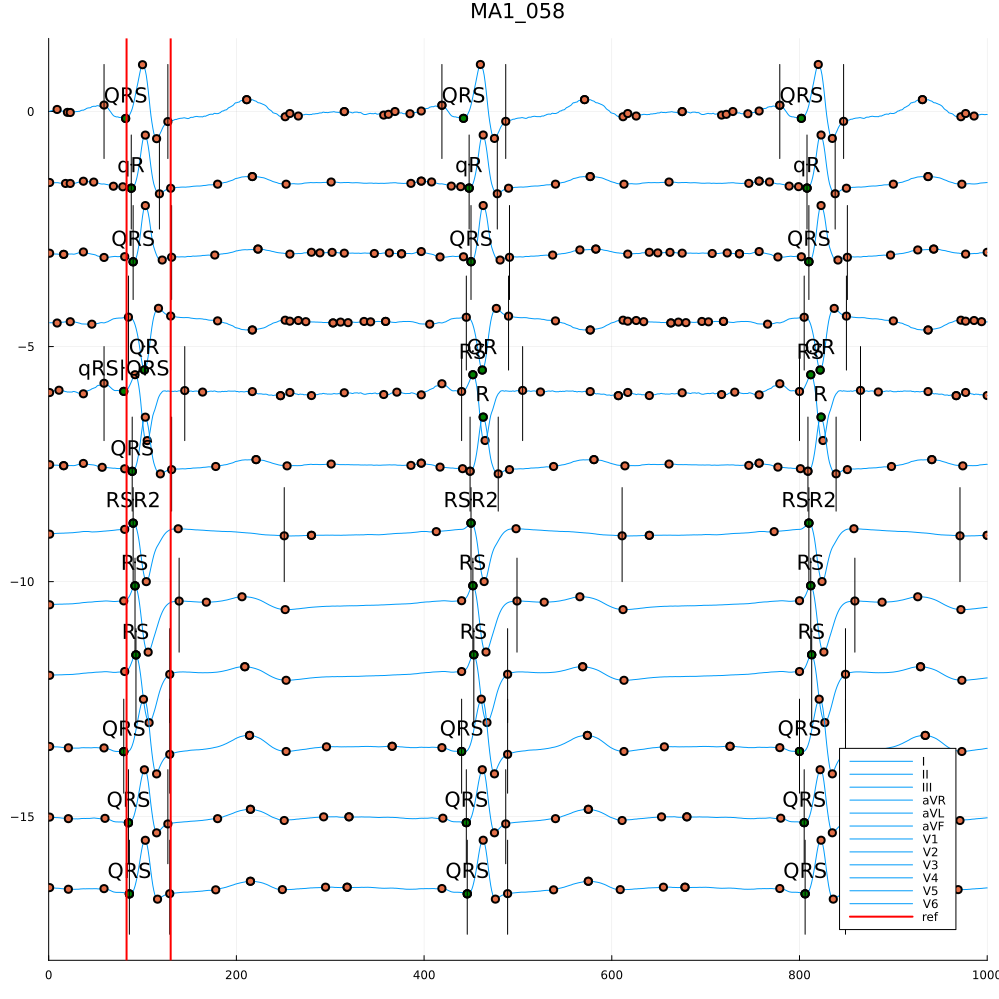 MA1_058
0
QRS QRS QRS
qR qR qR
QRS QRS QRS
−5
QR QR QR
RS RS
qRS|QRS
R R
QRS
RSR2 RSR2 RSR2
−10
RS RS RS
RS RS RS
QRS QRS QRS
−15
QRS QRS QRS
QRS QRS QRS
I
II
III
aVR
aVL
aVF
V1
V2
V3
V4
V5
V6
ref
0 200 400 600 800 1000